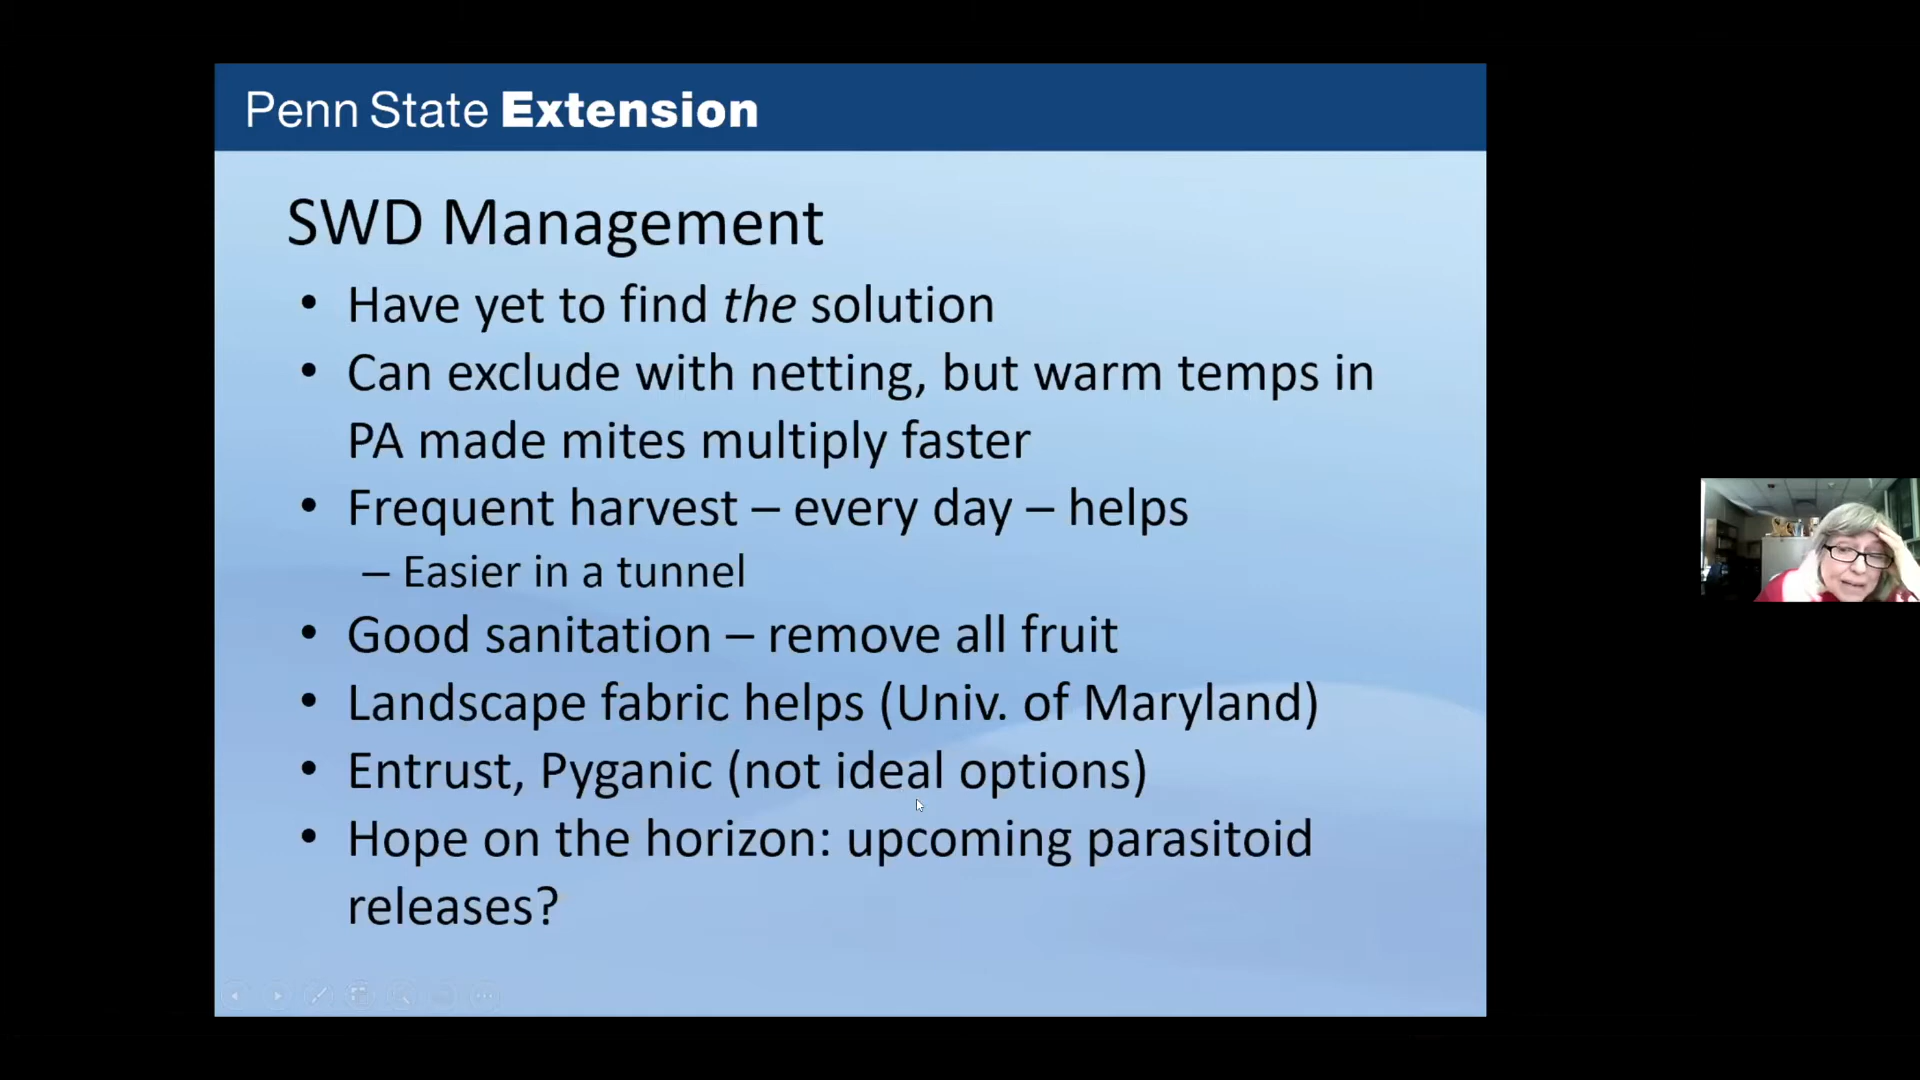 Penn State Extension
SWD Management
• Have yet to find the solution
• Can exclude with netting, but warm temps in
PA made mites multiply faster
• Frequent harvest – every day – helps
– Easier in a tunnel
• Good sanitation – remove all fruit
• Landscape fabric helps (Univ. of Maryland)
• Entrust, Pyganic (not ideal options)
• Hope on the horizon: upcoming parasitoid
releases?